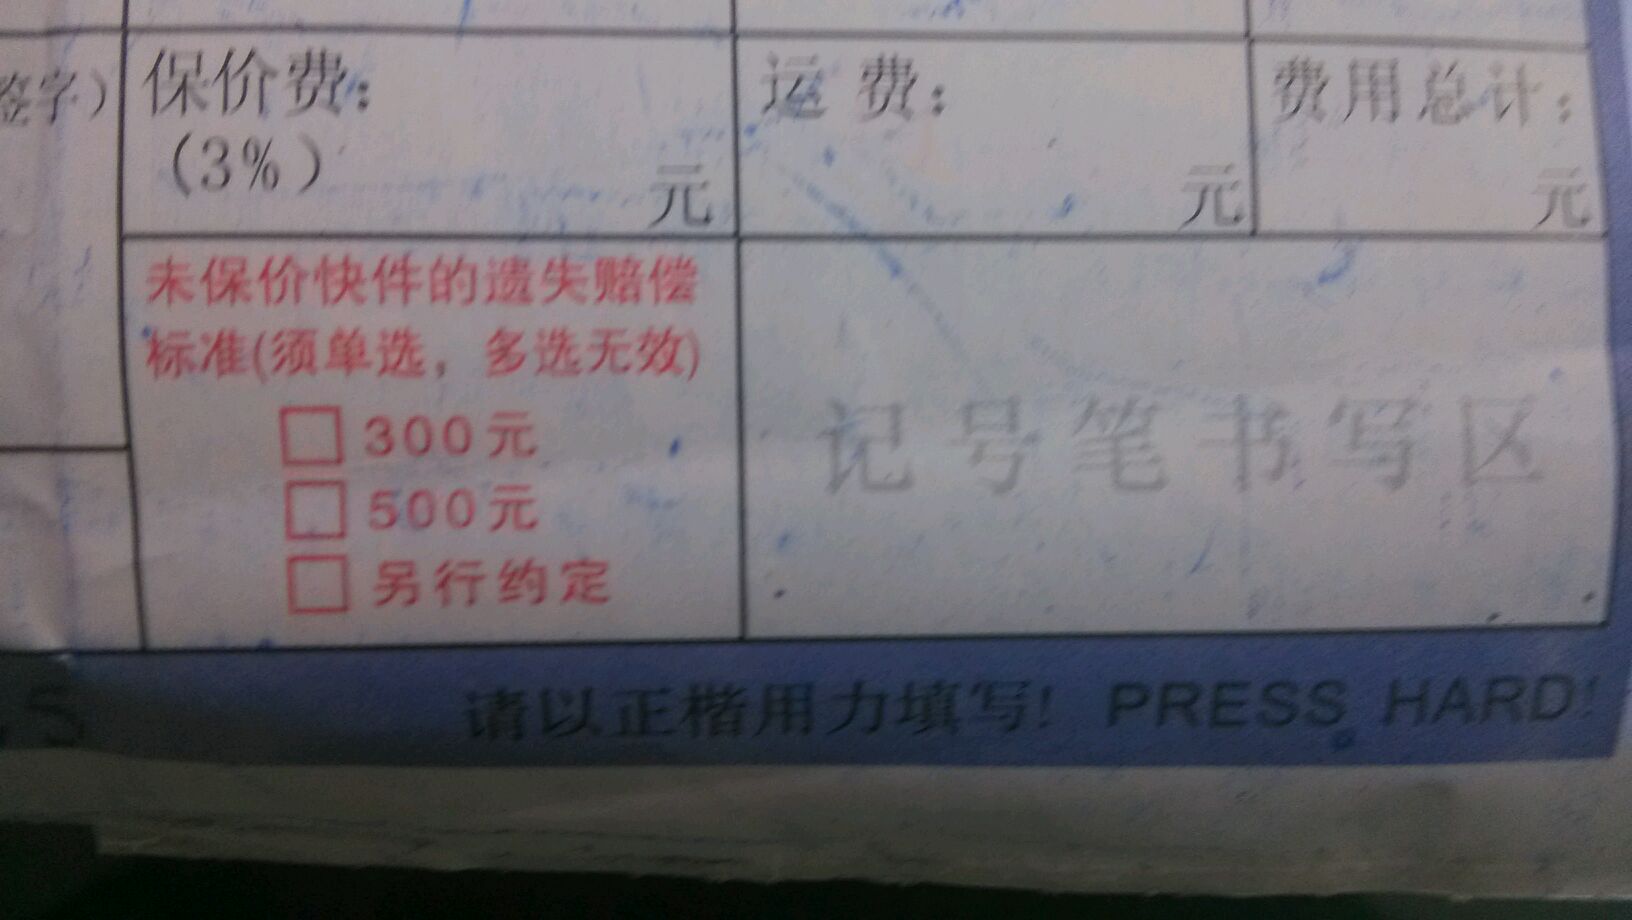 签字)
保价费：
(3%)
元
运 费：
元
费用总计：
元
未保价快件的遗失赔偿
标准(须单选，多选无效)
300元
500元
另行约定
记号笔书写区
5
请以正楷用力填写! PRESS HARD!